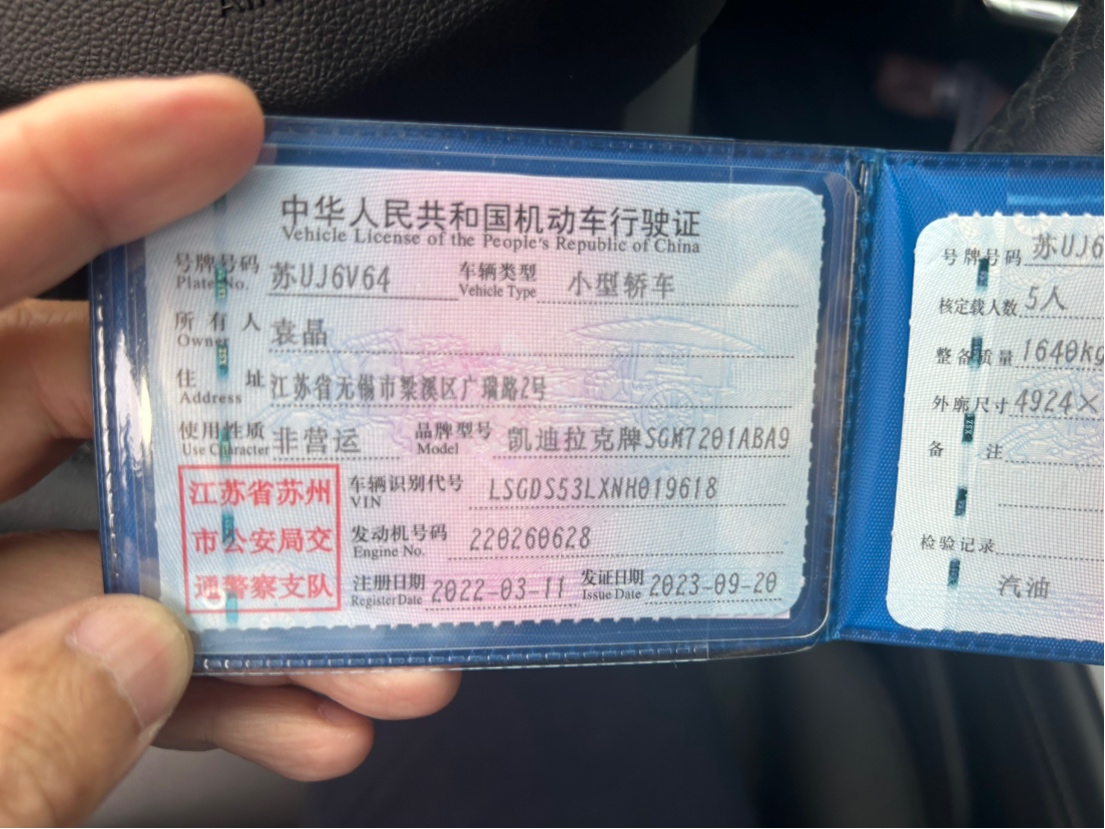 中华人民共和国机动车行驶证
Vehicle License of the People's Republic of China
号牌号码 苏UJ6V64 车辆类型 小型轿车
Plate No. Vehicle Type
所有人 袁晶
Owner
住址 江苏省无锡市梁溪区广瑞路2号
Address
使用性质 非营运 品牌型号 凯迪拉克牌SGM7201ABA9
Use Character Model
江苏省苏州
市公安局交
通警察支队
车辆识别代号 LSGDS53LXNH019618
VIN
发动机号码 220260628
Engine No.
注册日期 2022-03-11 发证日期 2023-09-20
Register Date Issue Date
号牌号码 苏UJ6
核定载人数 5人
整备质量 1640kg
外廓尺寸 4924×
备注
检验记录
汽油